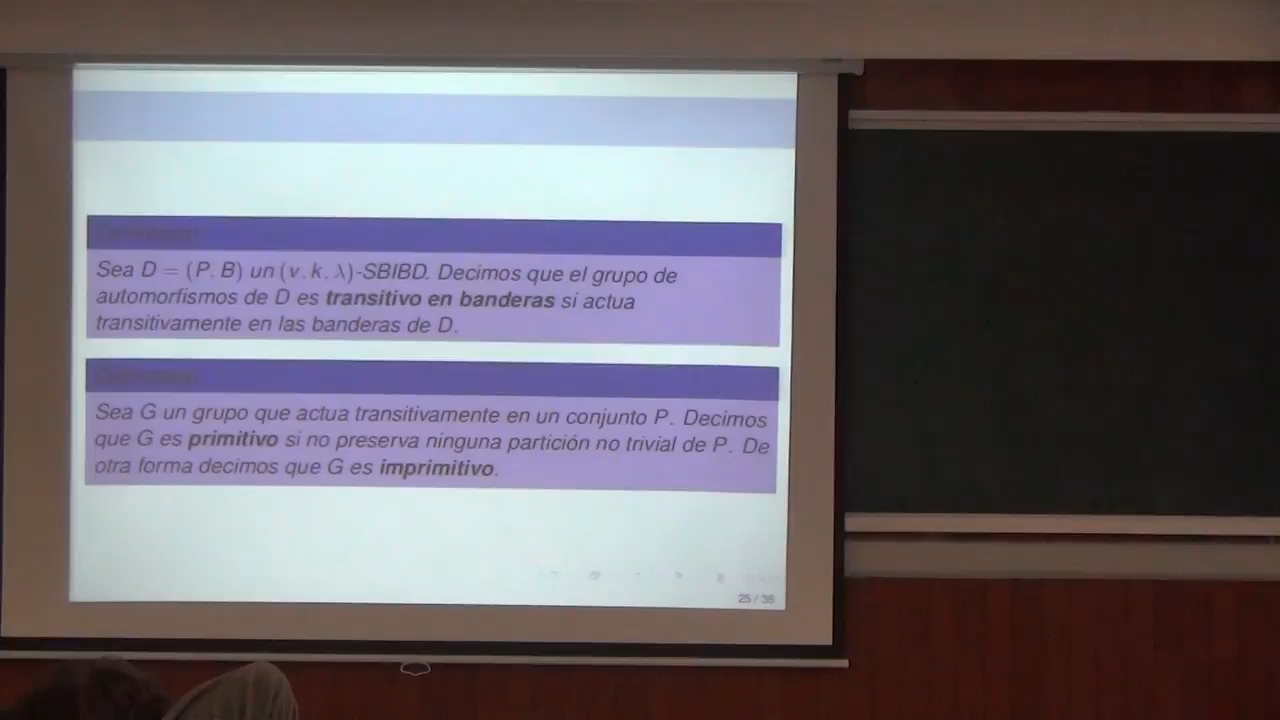 Sea D = (P, B) un (v, k, λ)-SBIBD. Decimos que el grupo de
automorfismos de D es transitivo en banderas si actua
transitivamente en las banderas de D.
Sea G un grupo que actua transitivamente en un conjunto P. Decimos
que G es primitivo si no preserva ninguna partición no trivial de P. De
otra forma decimos que G es imprimitivo.
25 / 36